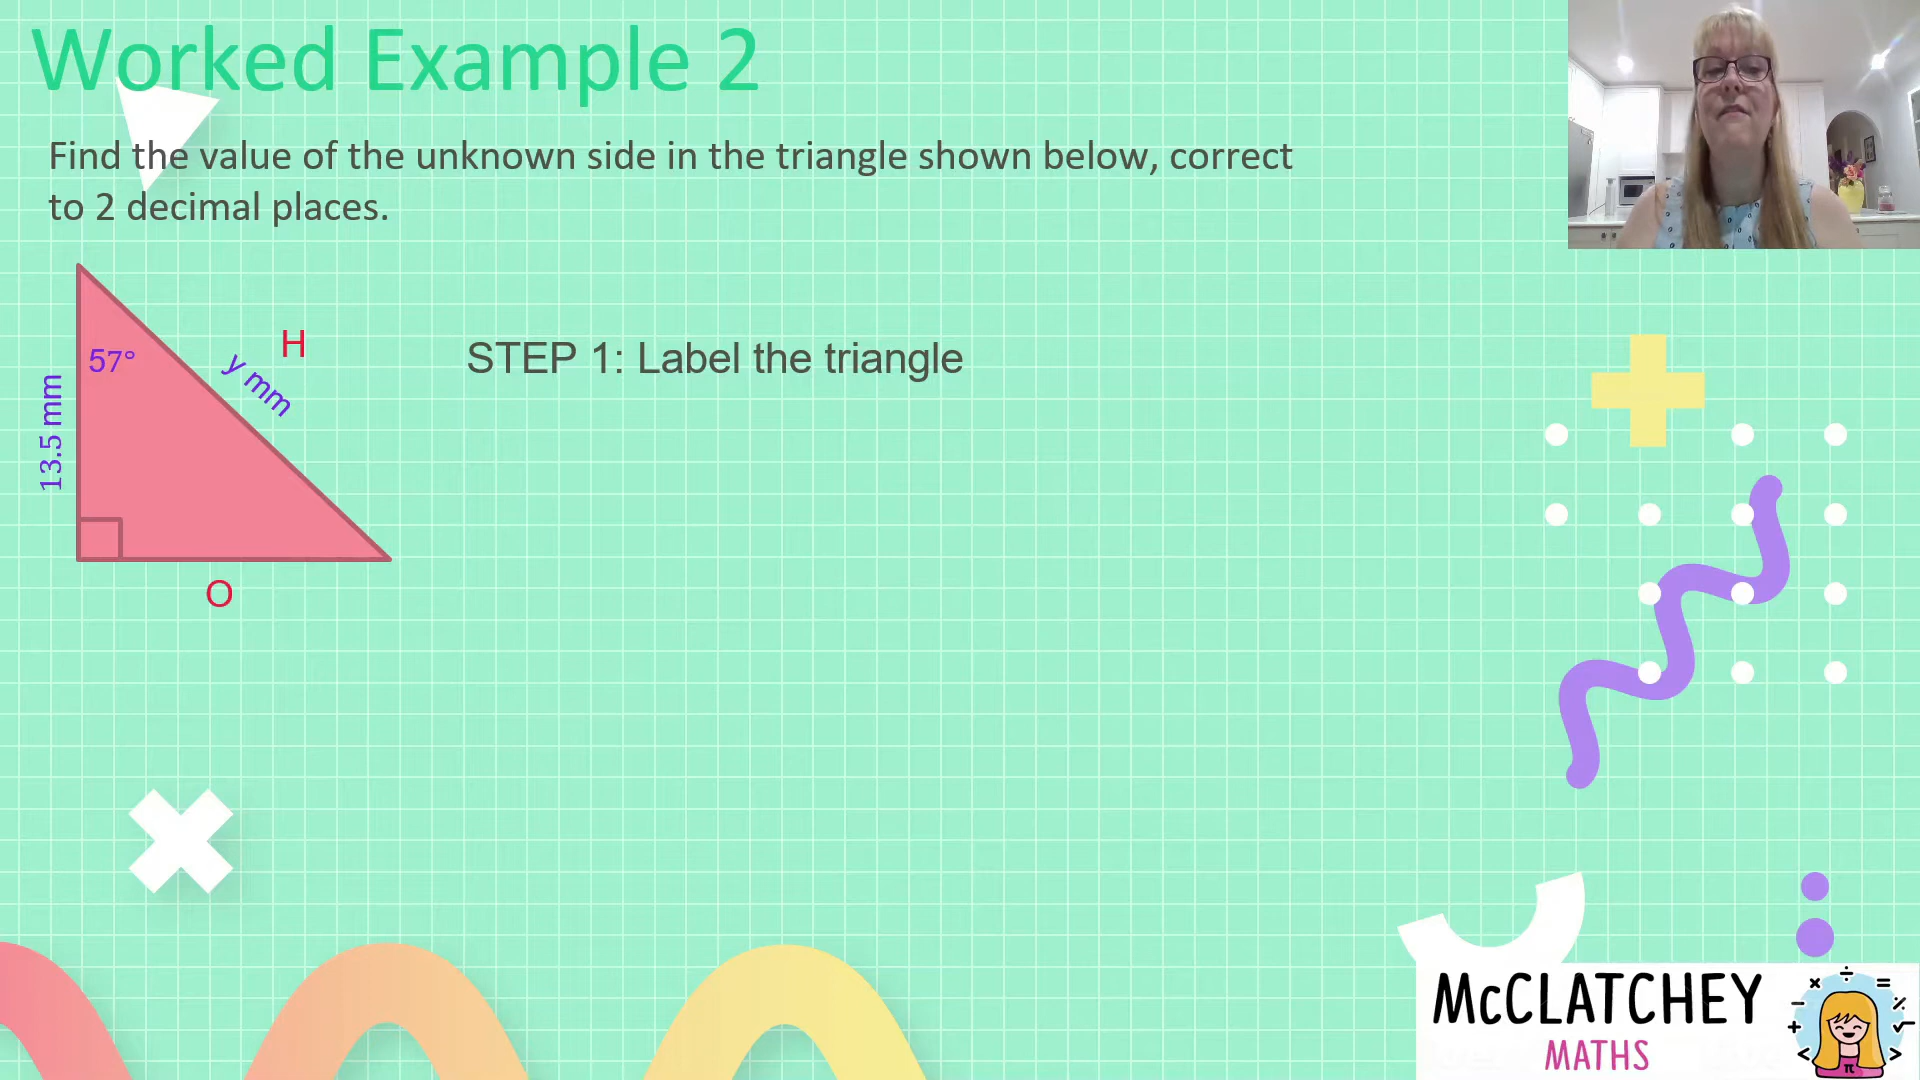 Worked Example 2
Find the value of the unknown side in the triangle shown below, correct
to 2 decimal places.
H
57°
y mm
13.5 mm
STEP 1: Label the triangle
O
McCLATCHEY
MATHS
π